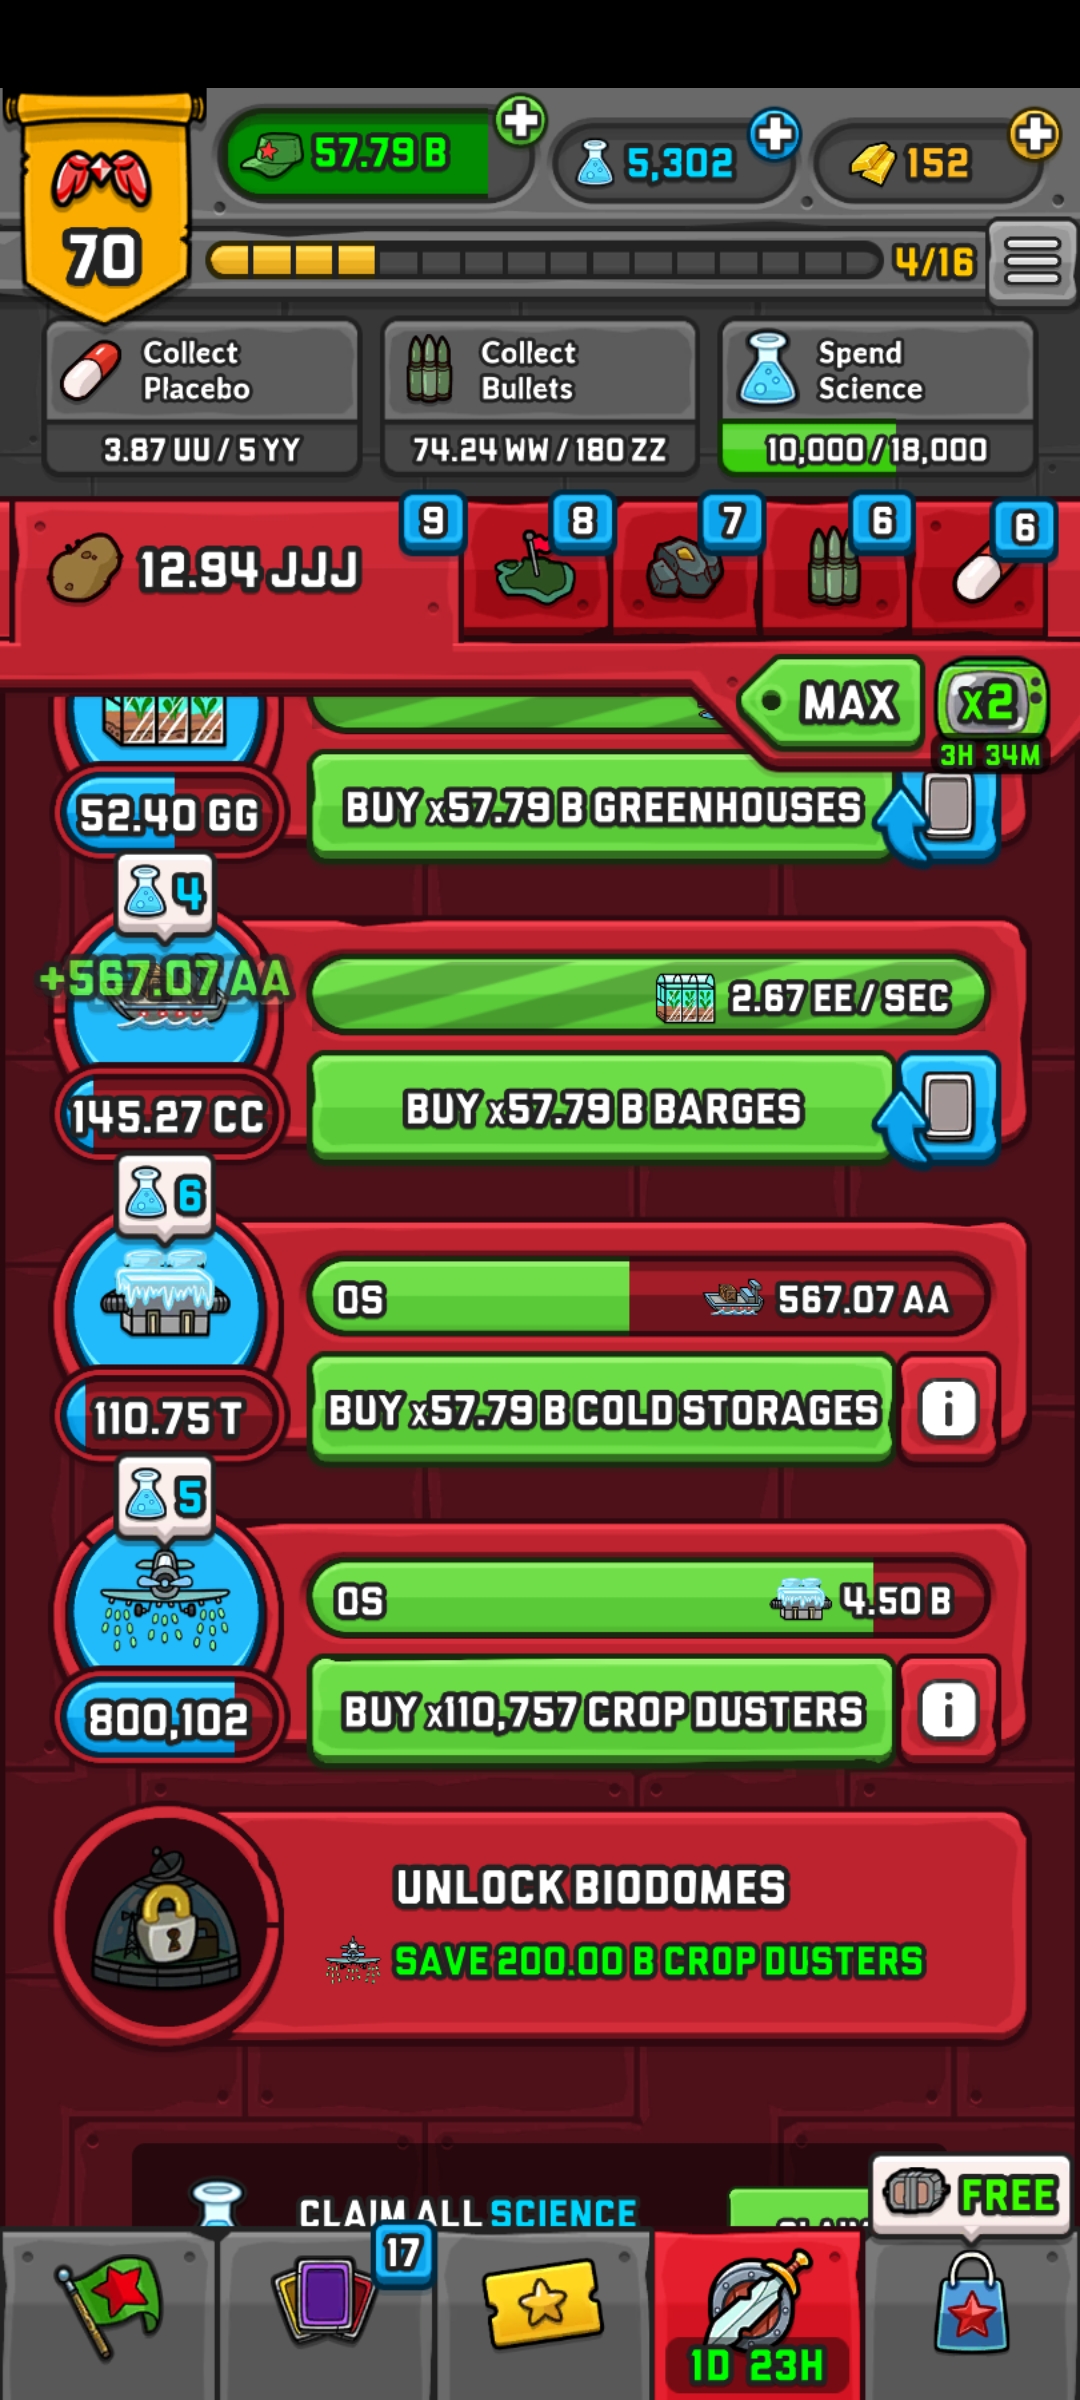 57.79 B
5,302
152
70
4/16
Collect
Placebo
3.87 UU / 5 YY
Collect
Bullets
74.24 WW / 180 ZZ
Spend
Science
10,000 / 18,000
12.94 JJJ
9
8
7
6
6
MAX
x2
3H 34M
52.40 GG
BUY x57.79 B GREENHOUSES
4
+567.07 AA
2.67 EE / SEC
145.27 CC
BUY x57.79 B BARGES
6
0S
567.07 AA
110.75 T
BUY x57.79 B COLD STORAGES
i
5
0S
4.50 B
800,102
BUY x110,757 CROP DUSTERS
i
UNLOCK BIODOMES
SAVE 200.00 B CROP DUSTERS
CLAIM ALL SCIENCE
FREE
17
1D 23H